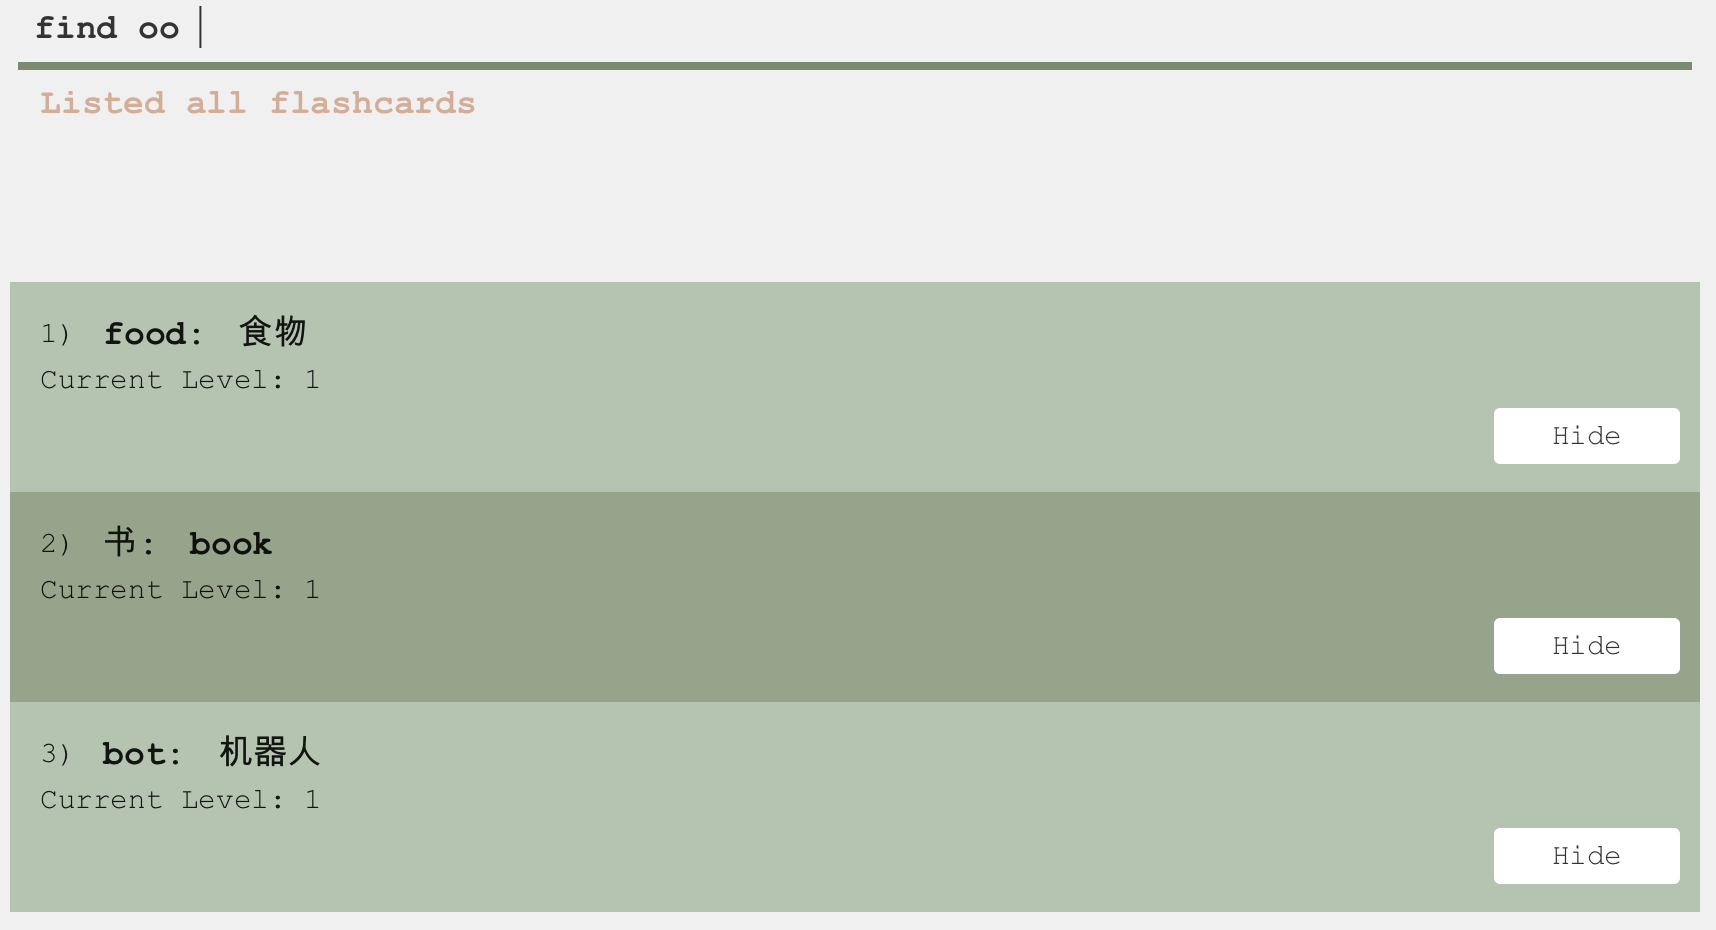 find oo
Listed all flashcards
1) food: 食物
Current Level: 1
Hide
2) 书: book
Current Level: 1
Hide
3) bot: 机器人
Current Level: 1
Hide